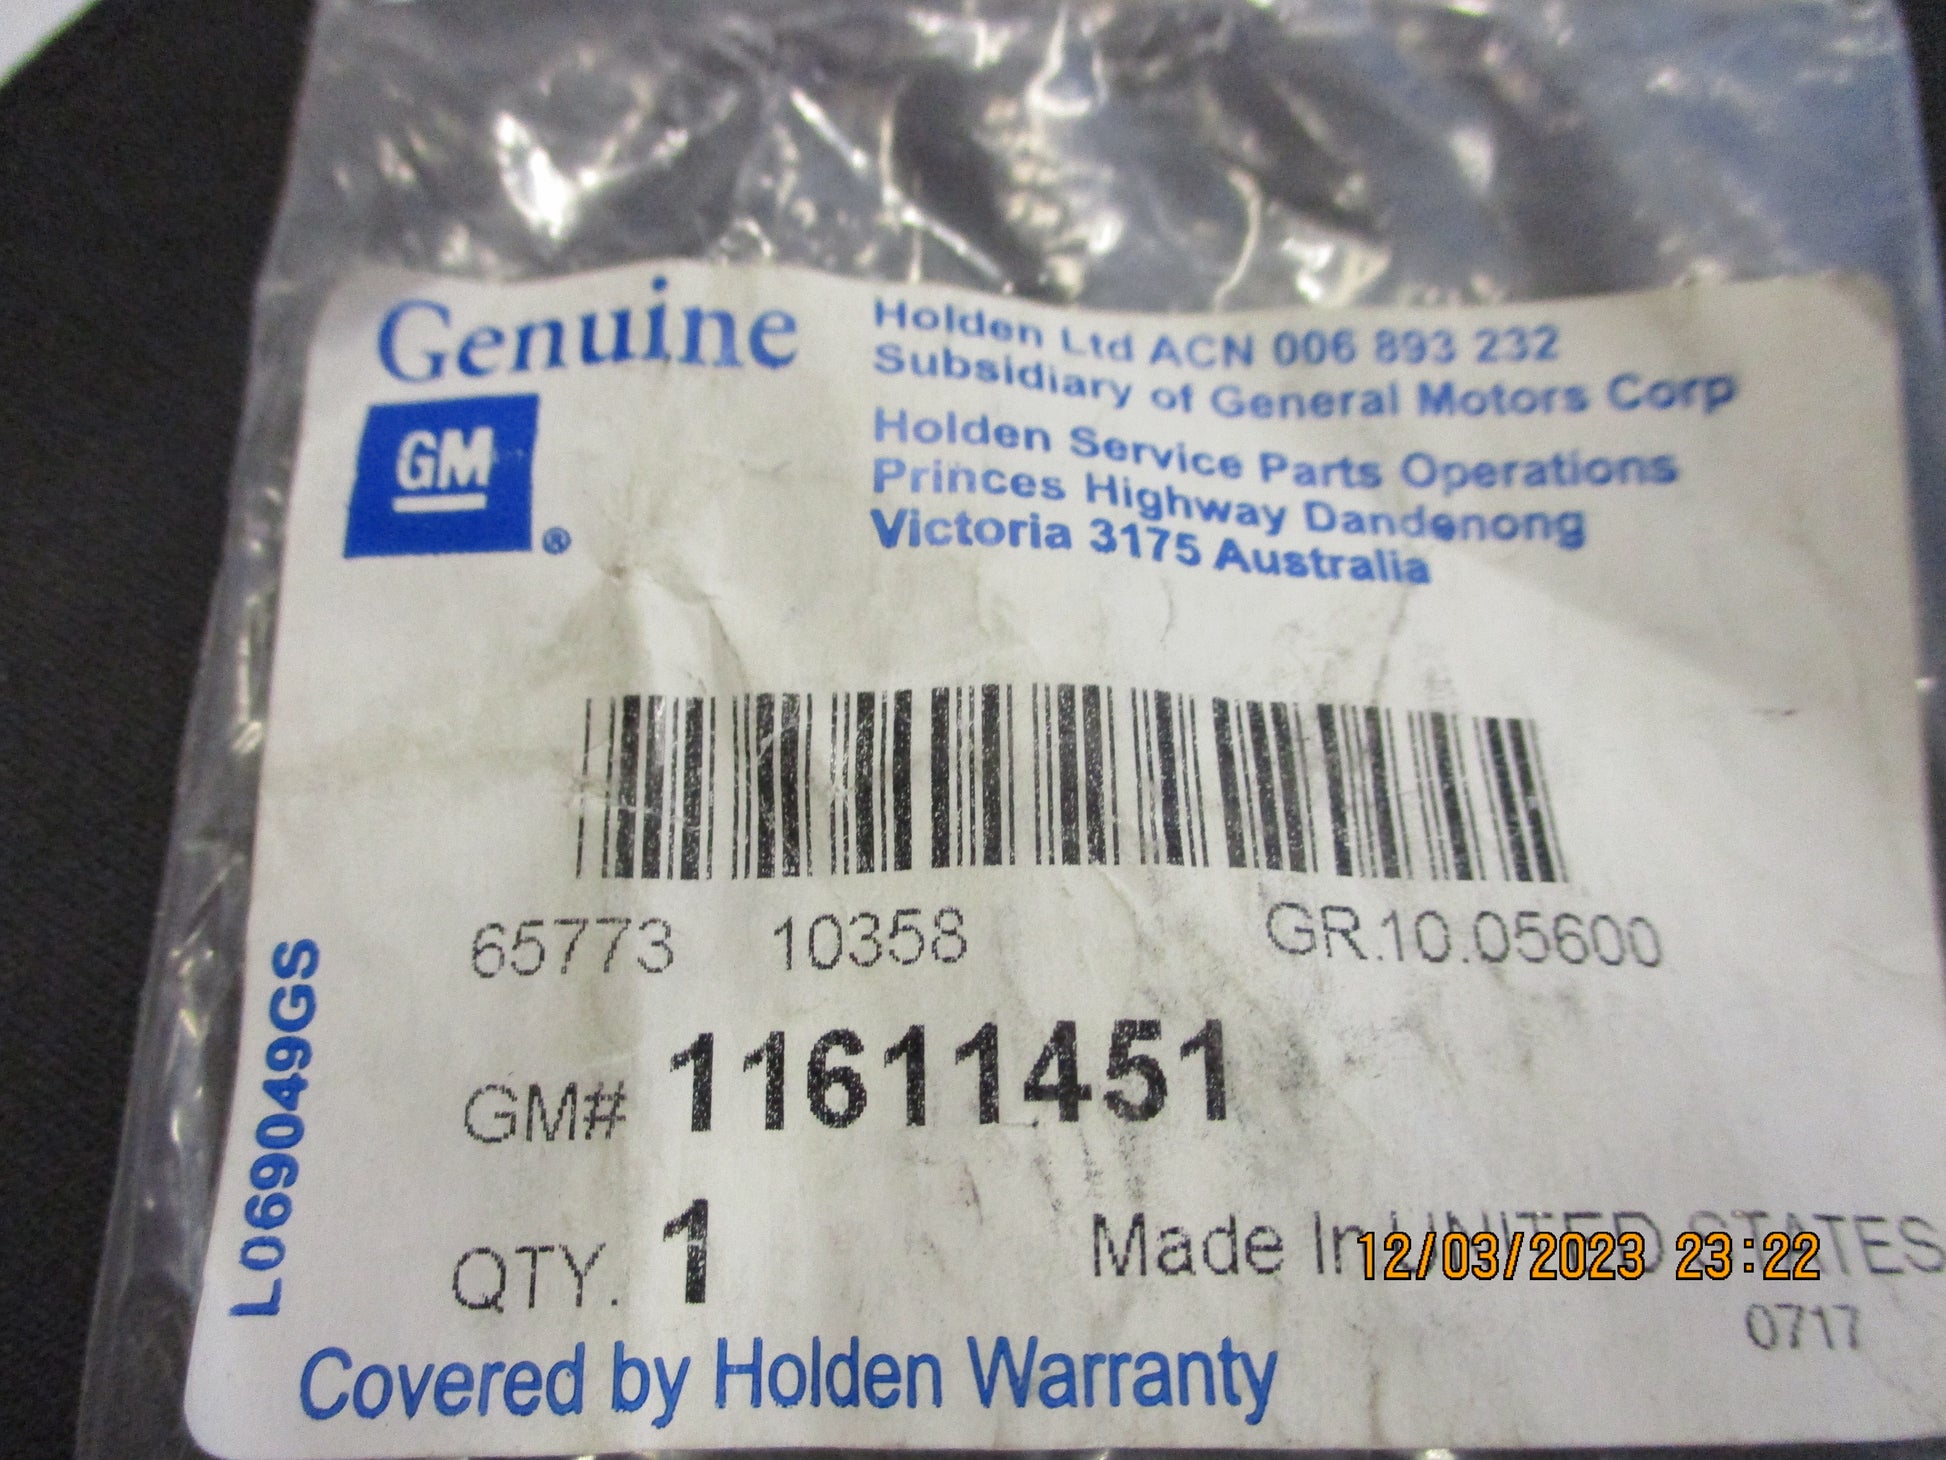 Genuine
GM
®
Holden Ltd ACN 006 893 232
Subsidiary of General Motors Corp
Holden Service Parts Operations
Princes Highway Dandenong
Victoria 3175 Australia
65773 10358 GR.10.05600
GM# 11611451
QTY. 1 Made In UNITED STATES
12/03/2023 23:22
0717
Covered by Holden Warranty
L069049GS